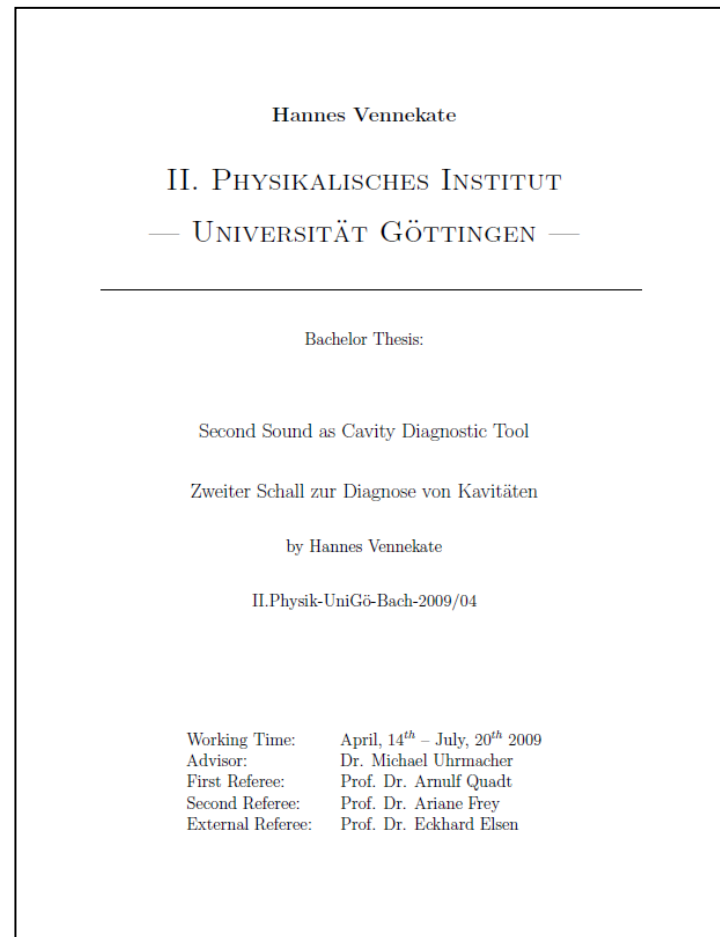 Hannes Vennekate
II. Physikalisches Institut
— Universität Göttingen —
Bachelor Thesis:
Second Sound as Cavity Diagnostic Tool
Zweiter Schall zur Diagnose von Kavitäten
by Hannes Vennekate
II.Physik-UniGö-Bach-2009/04
Working Time: April, 14th – July, 20th 2009
Advisor: Dr. Michael Uhrmacher
First Referee: Prof. Dr. Arnulf Quadt
Second Referee: Prof. Dr. Ariane Frey
External Referee: Prof. Dr. Eckhard Elsen